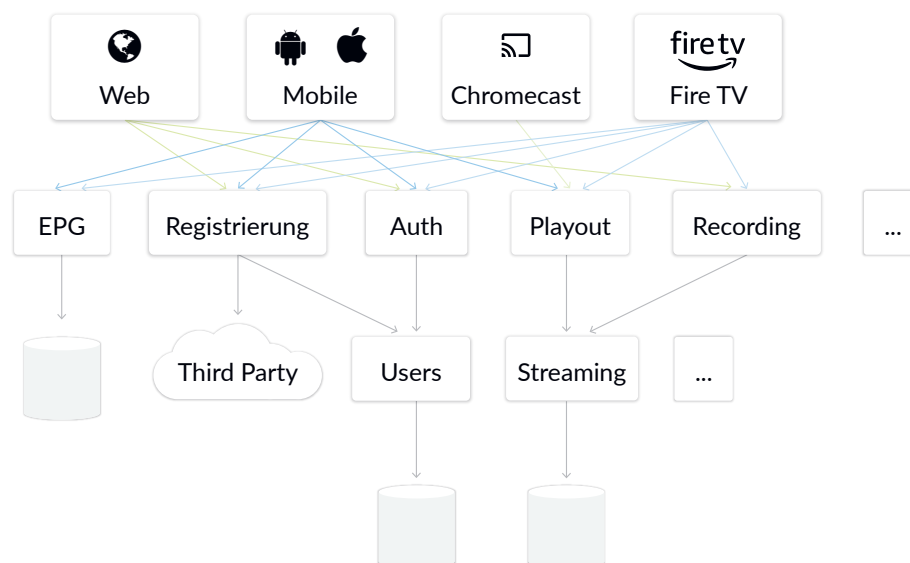 fire tv
Web
Mobile
Chromecast
Fire TV
EPG
Registrierung
Auth
Playout
Recording
...
Third Party
Users
Streaming
...